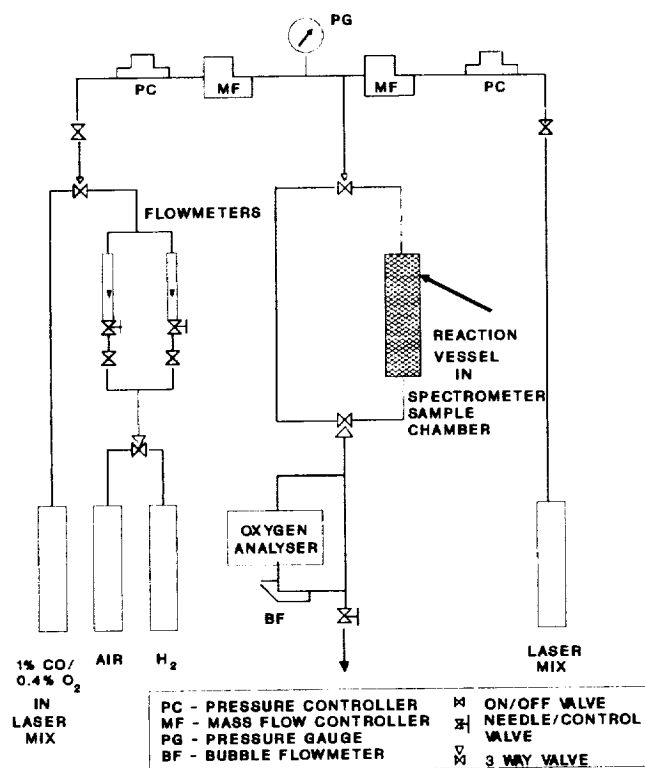 PG
PC
MF
MF
PC
FLOWMETERS
REACTION
VESSEL
IN
SPECTROMETER
SAMPLE
CHAMBER
OXYGEN
ANALYSER
BF
1% CO/
0.4% O₂
IN
LASER
MIX
AIR
H₂
LASER
MIX
PC - PRESSURE CONTROLLER
MF - MASS FLOW CONTROLLER
PG - PRESSURE GAUGE
BF - BUBBLE FLOWMETER
ON/OFF VALVE
NEEDLE/CONTROL
VALVE
3 WAY VALVE